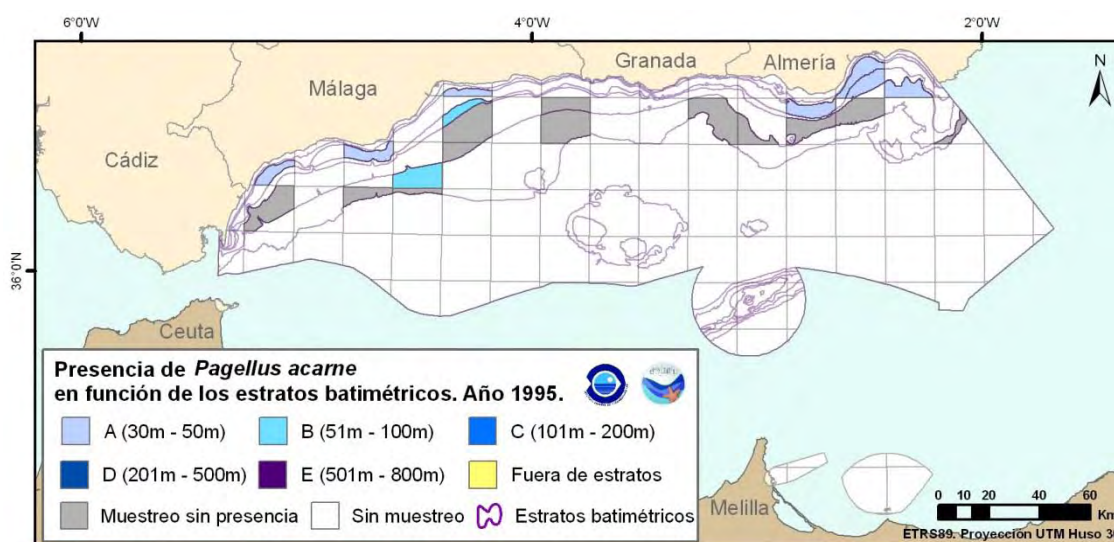 6°0'W 4°0'W 2°0'W
Granada Almería
N
Málaga
Cádiz
36°0'N
Ceuta
Presencia de Pagellus acarne
en función de los estratos batimétricos. Año 1995.
A (30m - 50m) B (51m - 100m) C (101m - 200m)
D (201m - 500m) E (501m - 800m) Fuera de estratos
Muestreo sin presencia Sin muestreo Estratos batimétricos
Melilla
0 10 20 40 60
Km
ETRS89. Proyección UTM Huso